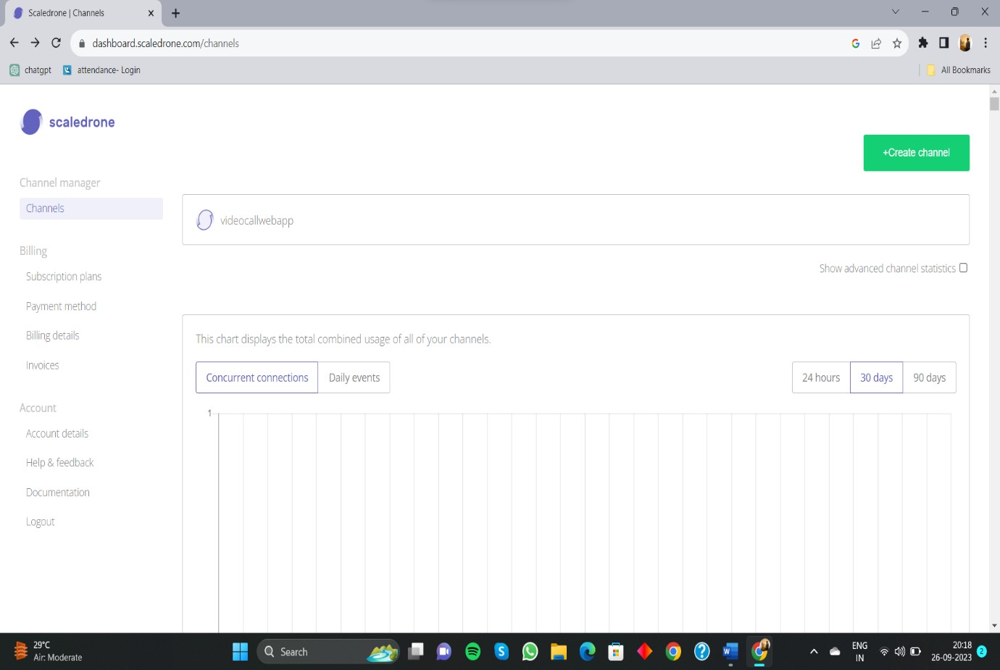 Scaledrone | Channels
dashboard.scaledrone.com/channels
chatgpt
attendance- Login
All Bookmarks
scaledrone
+Create channel
Channel manager
Channels
videocallwebapp
Billing
Show advanced channel statistics
Subscription plans
Payment method
Billing details
Invoices
This chart displays the total combined usage of all of your channels.
Concurrent connections
Daily events
24 hours
30 days
90 days
Account
1
Account details
Help & feedback
Documentation
Logout
29°C
Air: Moderate
Search
ENG
IN
20:18
26-09-2023
2